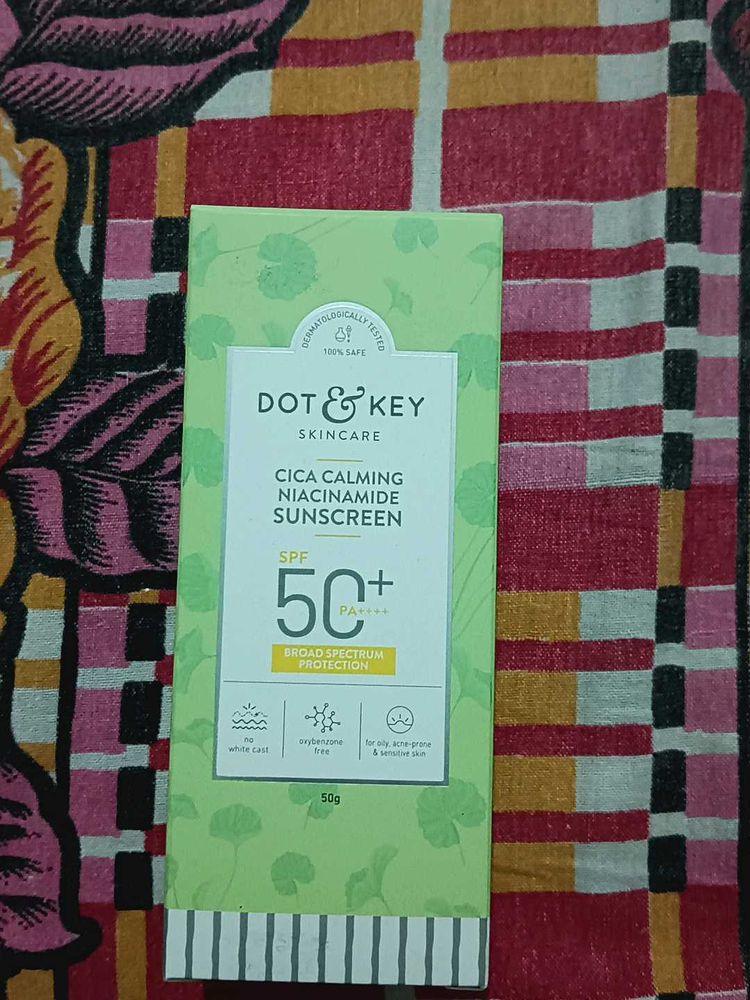 DERMATOLOGICALLY TESTED
100% SAFE
DOT & KEY
SKINCARE
CICA CALMING
NIACINAMIDE
SUNSCREEN
SPF
50+
PA++++
BROAD SPECTRUM
PROTECTION
no
white cast
oxybenzone
free
for oily, acne-prone
& sensitive skin
50g